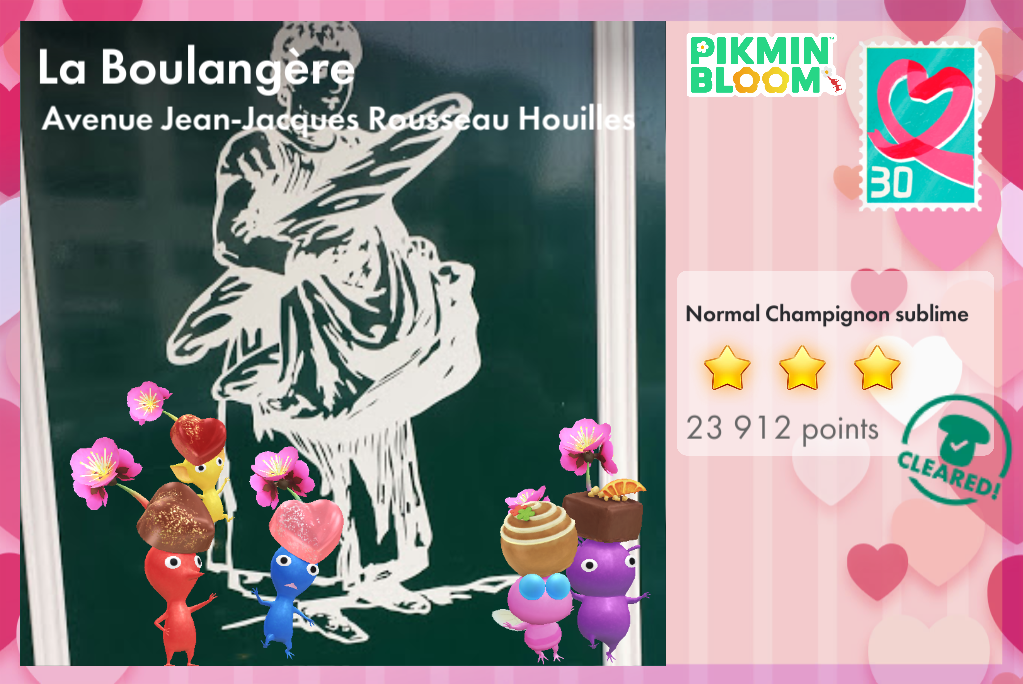 La Boulangère
Avenue Jean-Jacques Rousseau Houilles
PIKMIN
BLOOM
30
Normal Champignon sublime
23 912 points
CLEARED!